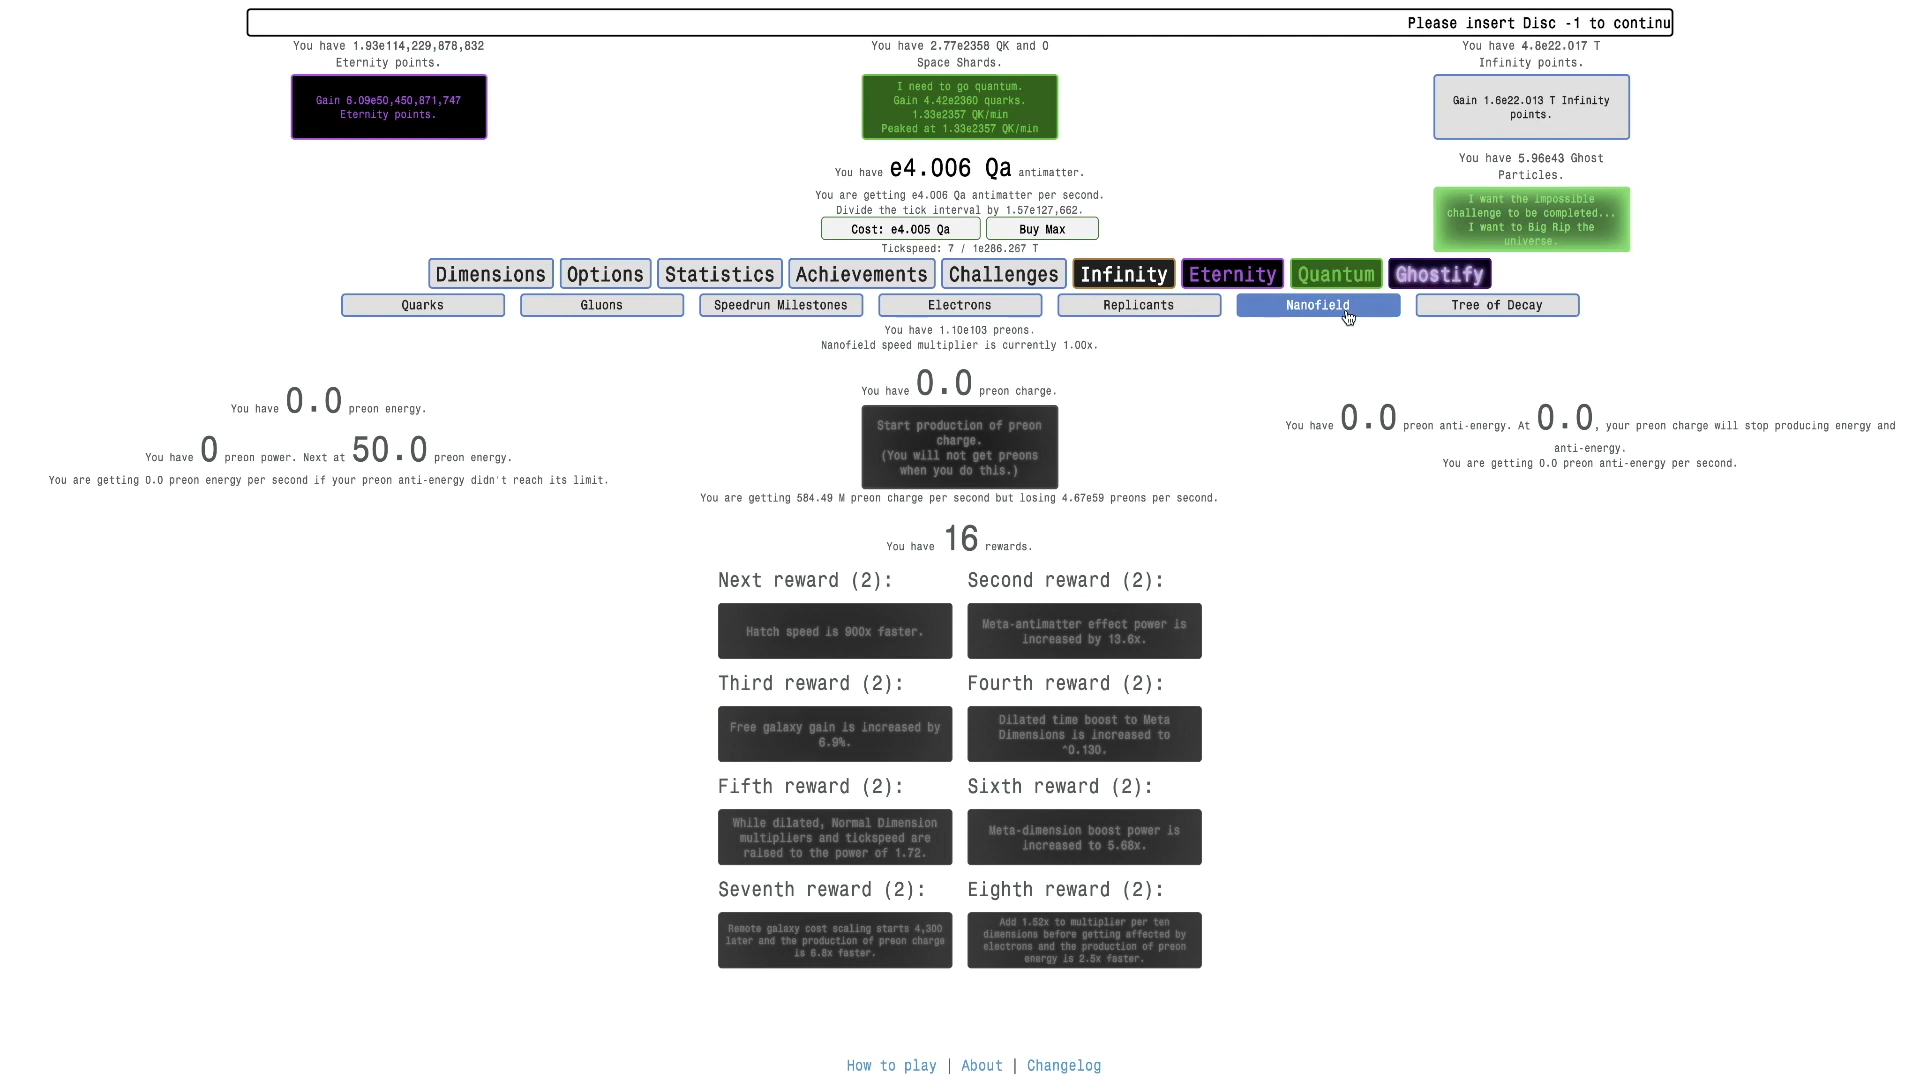 Please insert Disc -1 to continu
You have 1.93e114,229,878,832
Eternity points.
Gain 6.09e50,450,871,747
Eternity points.
You have 2.77e2358 QK and 0
Space Shards.
I need to go quantum.
Gain 4.42e2360 quarks.
1.33e2357 QK/min
Peaked at 1.33e2357 QK/min
You have 4.8e22.017 T
Infinity points.
Gain 1.6e22.013 T Infinity
points.
You have e4.006 Qa antimatter.
You are getting e4.006 Qa antimatter per second.
Divide the tick interval by 1.57e127,662.
Cost: e4.005 Qa
Buy Max
Tickspeed: 7 / 1e286.267 T
You have 5.96e43 Ghost
Particles.
I want the impossible
challenge to be completed...
I want to Big Rip the
universe.
Dimensions
Options
Statistics
Achievements
Challenges
Infinity
Eternity
Quantum
Ghostify
Quarks
Gluons
Speedrun Milestones
Electrons
Replicants
Nanofield
Tree of Decay
You have 1.10e103 preons.
Nanofield speed multiplier is currently 1.00x.
You have 0.0 preon energy.
You have 0 preon power. Next at 50.0 preon energy.
You are getting 0.0 preon energy per second if your preon anti-energy didn't reach its limit.
You have 0.0 preon charge.
Start production of preon
charge.
(You will not get preons
when you do this.)
You are getting 584.49 M preon charge per second but losing 4.67e59 preons per second.
You have 0.0 preon anti-energy. At 0.0, your preon charge will stop producing energy and
anti-energy.
You are getting 0.0 preon anti-energy per second.
You have 16 rewards.
Next reward (2):
Hatch speed is 900x faster.
Second reward (2):
Meta-antimatter effect power is
increased by 13.6x.
Third reward (2):
Free galaxy gain is increased by
6.9%.
Fourth reward (2):
Dilated time boost to Meta
Dimensions is increased to
^0.130.
Fifth reward (2):
While dilated, Normal Dimension
multipliers and tickspeed are
raised to the power of 1.72.
Sixth reward (2):
Meta-dimension boost power is
increased to 5.68x.
Seventh reward (2):
Remote galaxy cost scaling starts 4,300
later and the production of preon charge
is 6.8x faster.
Eighth reward (2):
Add 1.52x to multiplier per ten
dimensions before getting affected by
electrons and the production of preon
energy is 2.5x faster.
How to play | About | Changelog